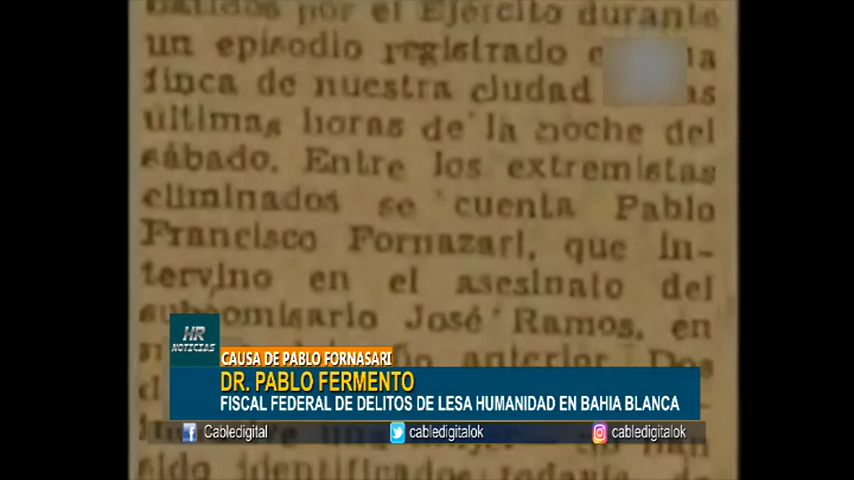 batidos por el Ejército durante
un episodio registrado
finca de nuestra ciudad
últimas horas de la noche del
sábado. Entre los extremistas
eliminados se cuenta Pablo
Francisco Fornazari, que in-
tervino en el asesinato del
subcomisario José Ramos, en
anterior. Dos
sido identificados todavía
HR
NOTICIAS
CAUSA DE PABLO FORNASARI
DR. PABLO FERMENTO
FISCAL FEDERAL DE DELITOS DE LESA HUMANIDAD EN BAHIA BLANCA
Cabledigital
cabledigitalok
cabledigitalok